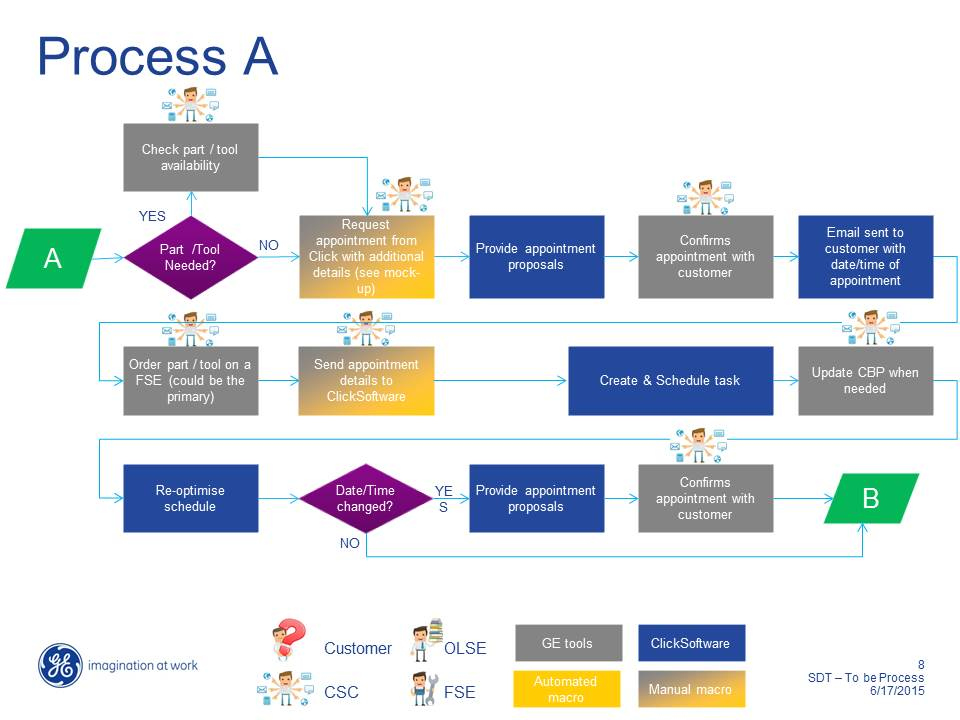 Process A
Check part / tool
availability
YES
A
Part /Tool
Needed?
NO
Request
appointment from
Click with additional
details (see mock-
up)
Provide appointment
proposals
Confirms
appointment with
customer
Email sent to
customer with
date/time of
appointment
Order part / tool on a
FSE (could be the
primary)
Send appointment
details to
ClickSoftware
Create & Schedule task
Update CBP when
needed
Re-optimise
schedule
Date/Time
changed?
YE
S
NO
Provide appointment
proposals
Confirms
appointment with
customer
B
Customer
OLSE
GE tools
ClickSoftware
CSC
FSE
Automated
macro
Manual macro
GE imagination at work
8
SDT – To be Process
6/17/2015